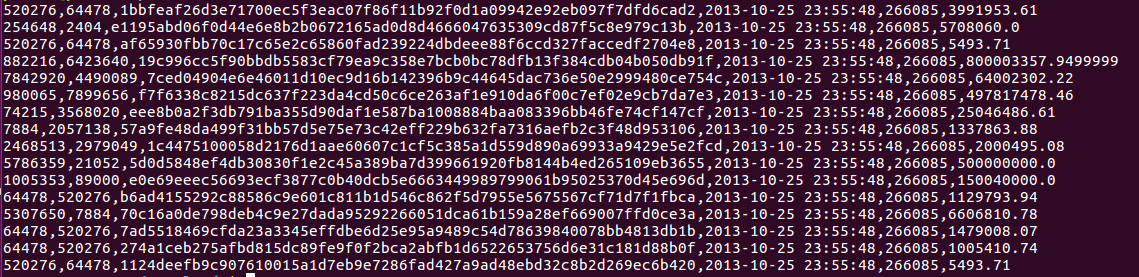 520276,64478,1bbfeaf26d3e71700ec5f3eac07f86f11b92f0d1a09942e92eb097f7dfd6cad2,2013-10-25 23:55:48,266085,3991953.61
254648,2404,e1195abd06f0d44e6e8b2b0672165ad0d8d4666047635309cd87f5c8e979c13b,2013-10-25 23:55:48,266085,5708060.0
520276,64478,af65930fbb70c17c65e2c65860fad239224dbdeee88f6ccd327faccedf2704e8,2013-10-25 23:55:48,266085,5493.71
882216,6423640,19c996cc5f90bbdb5583cf79ea9c358e7bcb0bc78dfb13f384cdb04b050db91f,2013-10-25 23:55:48,266085,800003357.9499999
7842920,4490089,7ced04904e6e46011d10ec9d16b142396b9c44645dac736e50e2999480ce754c,2013-10-25 23:55:48,266085,64002302.22
980065,7899656,f7f6338c8215dc637f223da4cd50c6ce263af1e910da6f00c7ef02e9cb7da7e3,2013-10-25 23:55:48,266085,497817478.46
74215,3568020,eee8b0a2f3db791ba355d90daf1e587ba1008884baa083396bb46fe74cf147cf,2013-10-25 23:55:48,266085,25046486.61
7884,2057138,57a9fe48da499f31bb57d5e75e73c42eff229b632fa7316aefb2c3f48d953106,2013-10-25 23:55:48,266085,1337863.88
2468513,2979049,1c4475100058d2176d1aae60607c1cf5c385a1d559d890a69933a9429e5e2fcd,2013-10-25 23:55:48,266085,2000495.08
5786359,21052,5d0d5848ef4db30830f1e2c45a389ba7d399661920fb8144b4ed265109eb3655,2013-10-25 23:55:48,266085,500000000.0
1005353,89000,e0e69eeec56693ecf3877c0b40dcb5e666344998979906​1b95025370d45e696d,2013-10-25 23:55:48,266085,150040000.0
64478,520276,b6ad4155292c88586c9e601c811b1d546c862f5d7955e5675567cf71d7f1fbca,2013-10-25 23:55:48,266085,1129793.94
5307650,7884,70c16a0de798deb4c9e27dada95292266051dca61b159a28ef669007ffd0ce3a,2013-10-25 23:55:48,266085,6606810.78
64478,520276,7ad5518469cfda23a3345effdbe6d25e95a9489c54d78639840078bb4813db1b,2013-10-25 23:55:48,266085,1479008.07
64478,520276,274a1ceb275afbd815dc89fe9f0f2bca2abfb1d6522653756d6e31c181d88b0f,2013-10-25 23:55:48,266085,1005410.74
520276,64478,1124deefb9c907610015a1d7eb9e7286fad427a9ad48ebd32c8b2d269ec6b420,2013-10-25 23:55:48,266085,5493.71